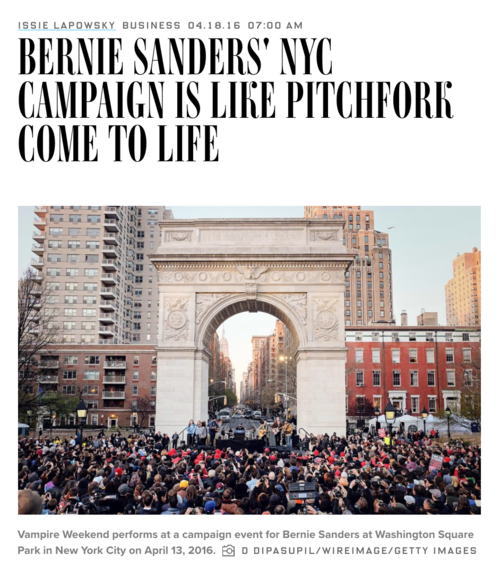 ISSIE LAPOWSKY BUSINESS 04.18.16 07:00 AM
BERNIE SANDERS' NYC
CAMPAIGN IS LIKE PITCHFORK
COME TO LIFE
Vampire Weekend performs at a campaign event for Bernie Sanders at Washington Square
Park in New York City on April 13, 2016. D DIPASUPIL/WIREIMAGE/GETTY IMAGES